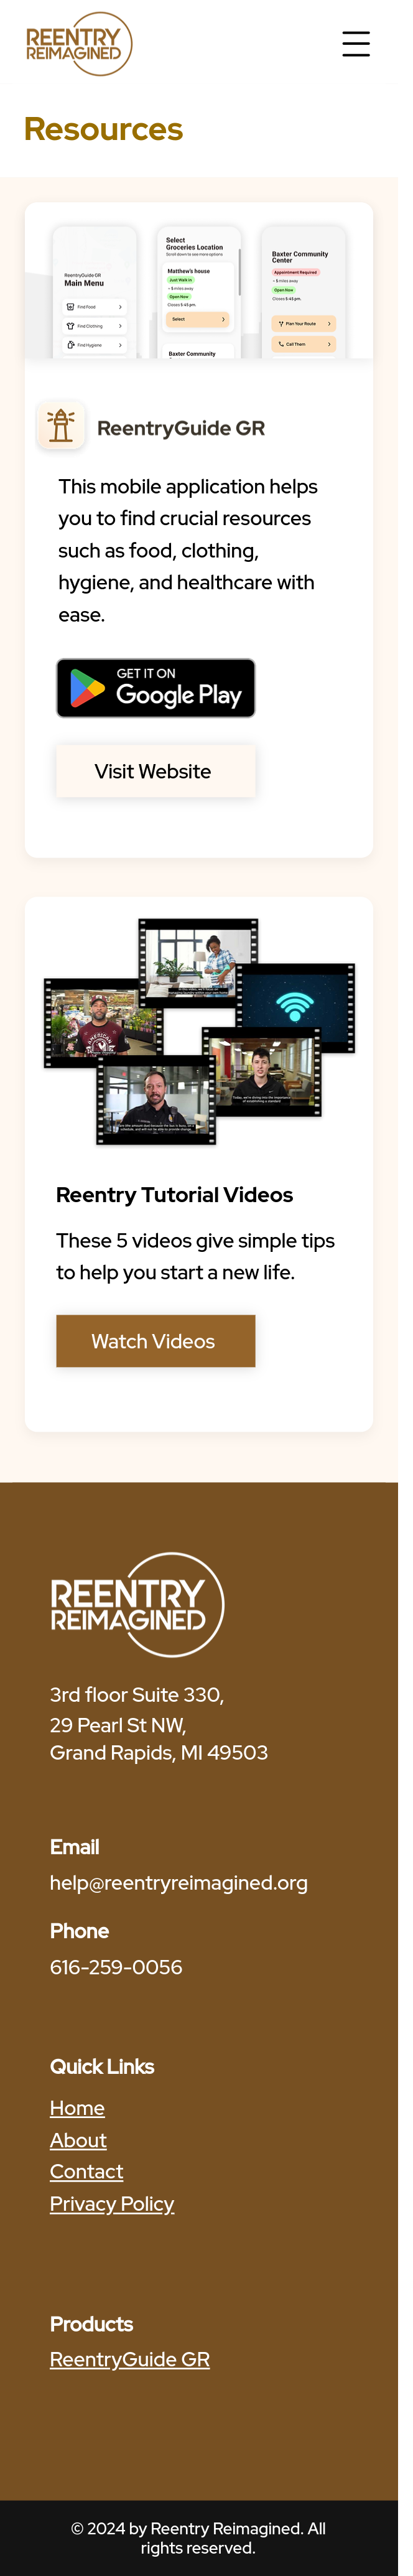 REENTRY
REIMAGINED
Resources
ReentryGuide GR
Main Menu
Find Food
Find Clothing
Find Hygiene
Select
Groceries Location
Scroll down to see more options
Matthew's house
Just Walk in
• 5 miles away
Open Now
Closes 5:45 pm.
Select
Baxter Community
Baxter Community
Center
Appointment Required
• 5 miles away
Open Now
Closes 5:45 pm.
Plan Your Route
Call Them
ReentryGuide GR
This mobile application helps
you to find crucial resources
such as food, clothing,
hygiene, and healthcare with
ease.
GET IT ON
Google Play
Visit Website
Reentry Tutorial Videos
These 5 videos give simple tips
to help you start a new life.
Watch Videos
REENTRY
REIMAGINED
3rd floor Suite 330,
29 Pearl St NW,
Grand Rapids, MI 49503
Email
help@reentryreimagined.org
Phone
616-259-0056
Quick Links
Home
About
Contact
Privacy Policy
Products
ReentryGuide GR
© 2024 by Reentry Reimagined. All
rights reserved.